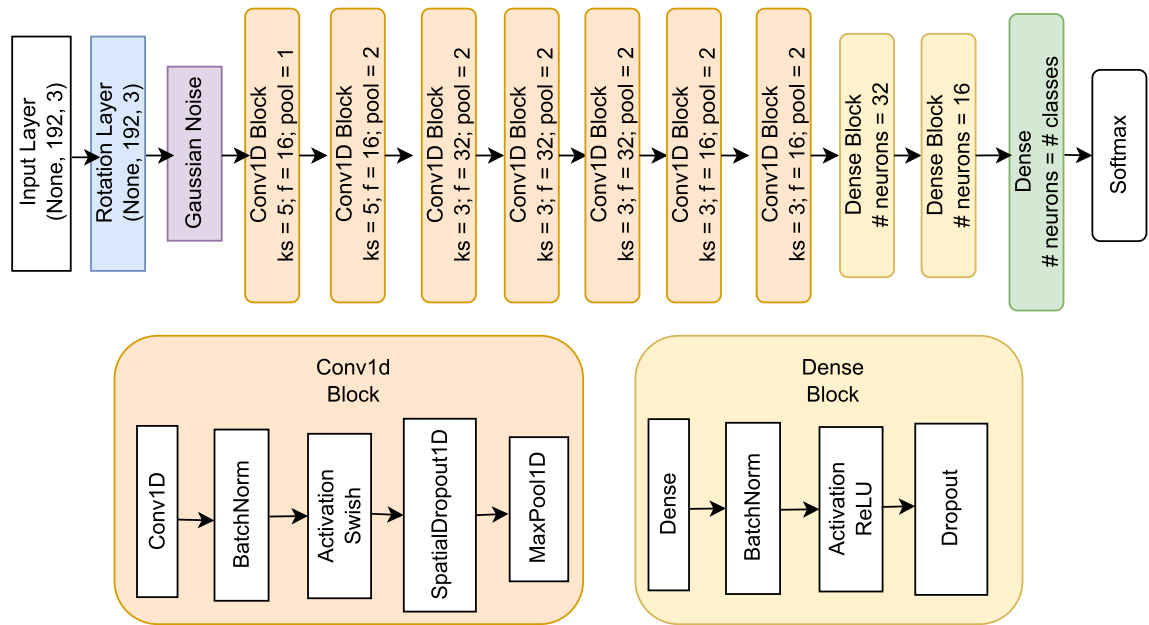 Input Layer
(None, 192, 3)
Rotation Layer
(None, 192, 3)
Gaussian Noise
Conv1D Block
ks = 5; f = 16; pool = 1
Conv1D Block
ks = 5; f = 16; pool = 2
Conv1D Block
ks = 3; f = 32; pool = 2
Conv1D Block
ks = 3; f = 32; pool = 2
Conv1D Block
ks = 3; f = 32; pool = 2
Conv1D Block
ks = 3; f = 16; pool = 2
Conv1D Block
ks = 3; f = 16; pool = 2
Dense Block
# neurons = 32
Dense Block
# neurons = 16
Dense
# neurons = # classes
Softmax
Conv1d
Block
Conv1D
BatchNorm
Activation
Swish
SpatialDropout1D
MaxPool1D
Dense
Block
Dense
BatchNorm
Activation
ReLU
Dropout